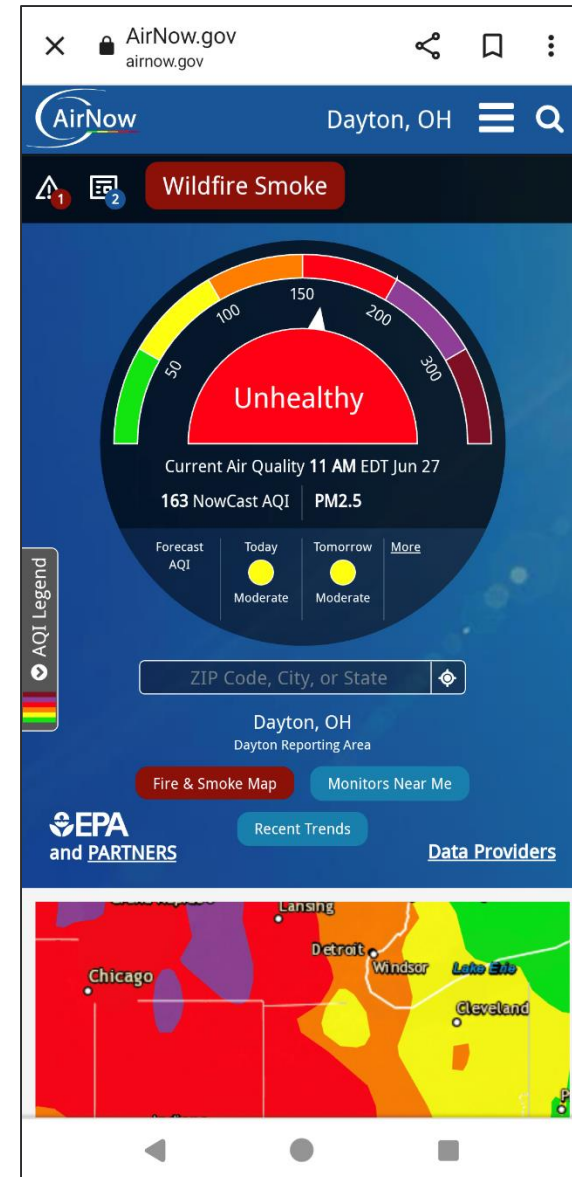 AirNow.gov
airnow.gov
AirNow
Dayton, OH
1
2
Wildfire Smoke
50
100
150
200
300
Unhealthy
Current Air Quality 11 AM EDT Jun 27
163 NowCast AQI PM2.5
Forecast AQI
Today
Moderate
Tomorrow
Moderate
More
AQI Legend
ZIP Code, City, or State
Dayton, OH
Dayton Reporting Area
Fire & Smoke Map
Monitors Near Me
Recent Trends
EPA
and PARTNERS
Data Providers
Lansing
Detroit
Windsor
Lake Erie
Chicago
Cleveland
P